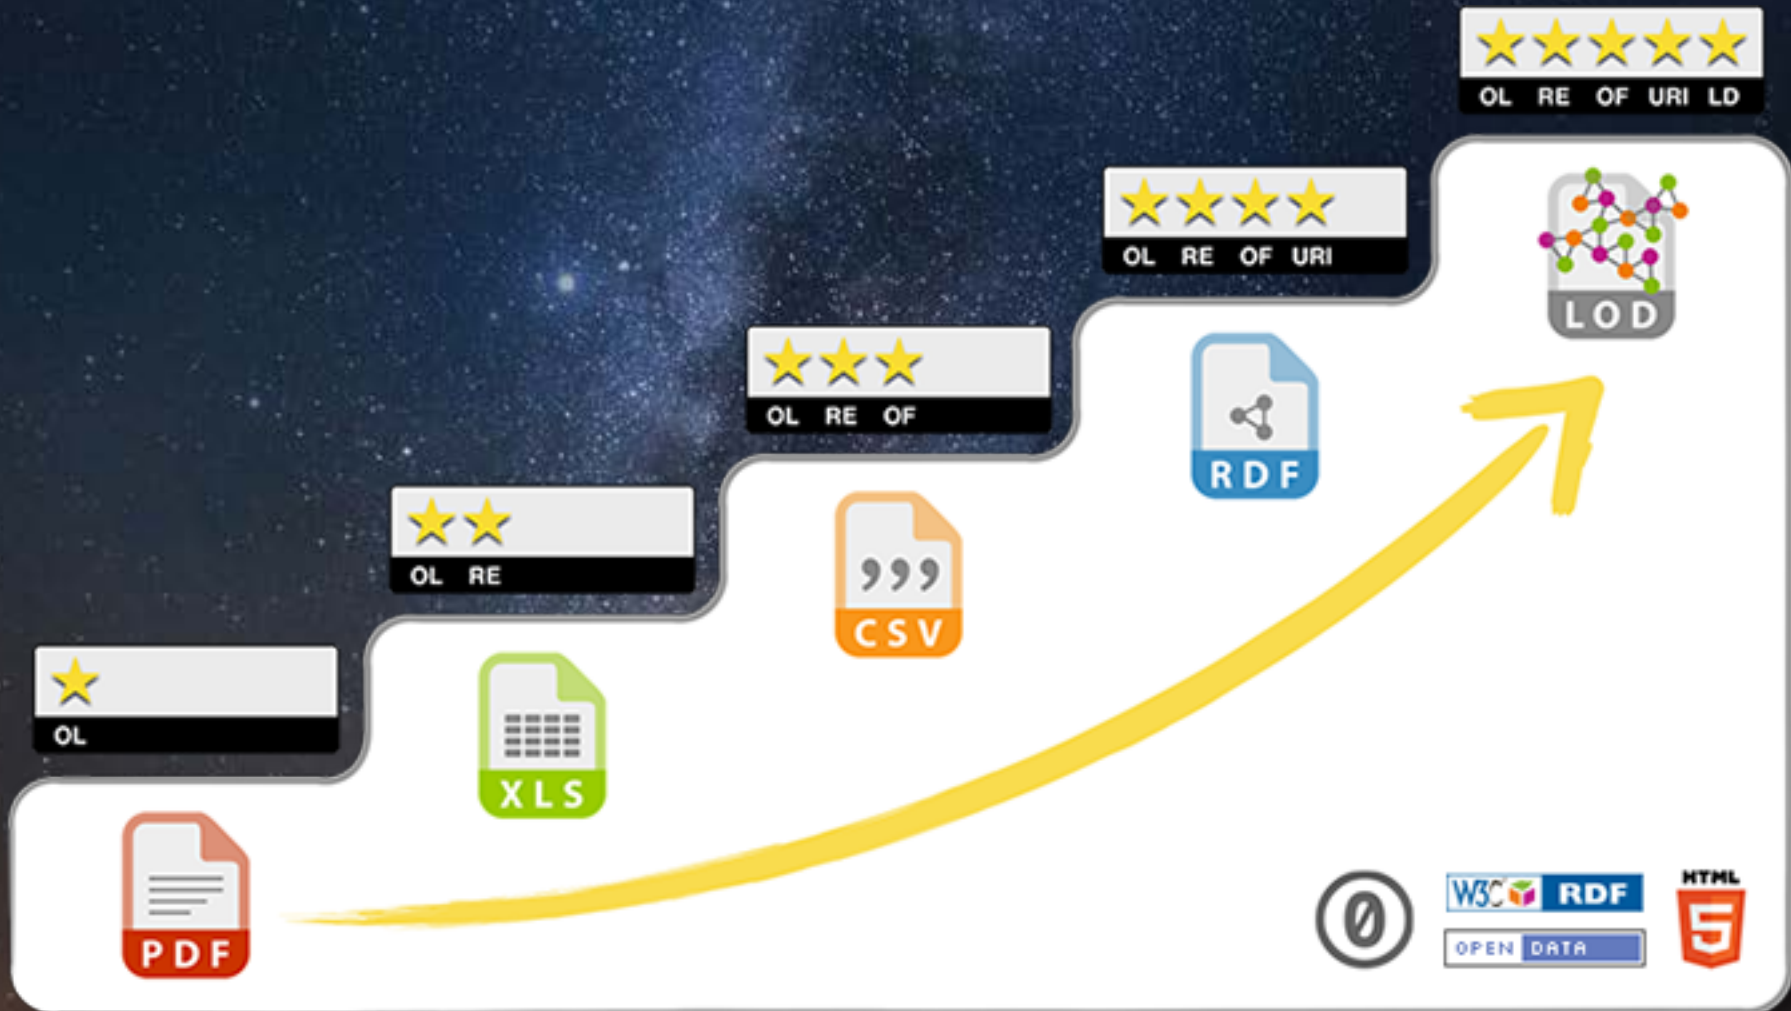 OL RE OF URI LD
LOD
OL RE OF URI
RDF
OL RE OF
CSV
OL RE
XLS
OL
PDF
0
W3C RDF
OPEN DATA
HTML
5